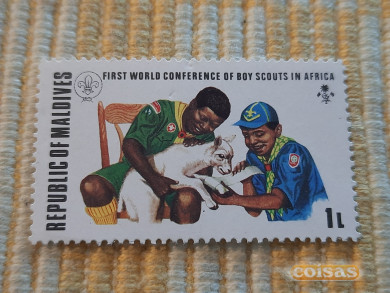 FIRST WORLD CONFERENCE OF BOY SCOUTS IN AFRICA
REPUBLIC OF MALDIVES
1L
coisas